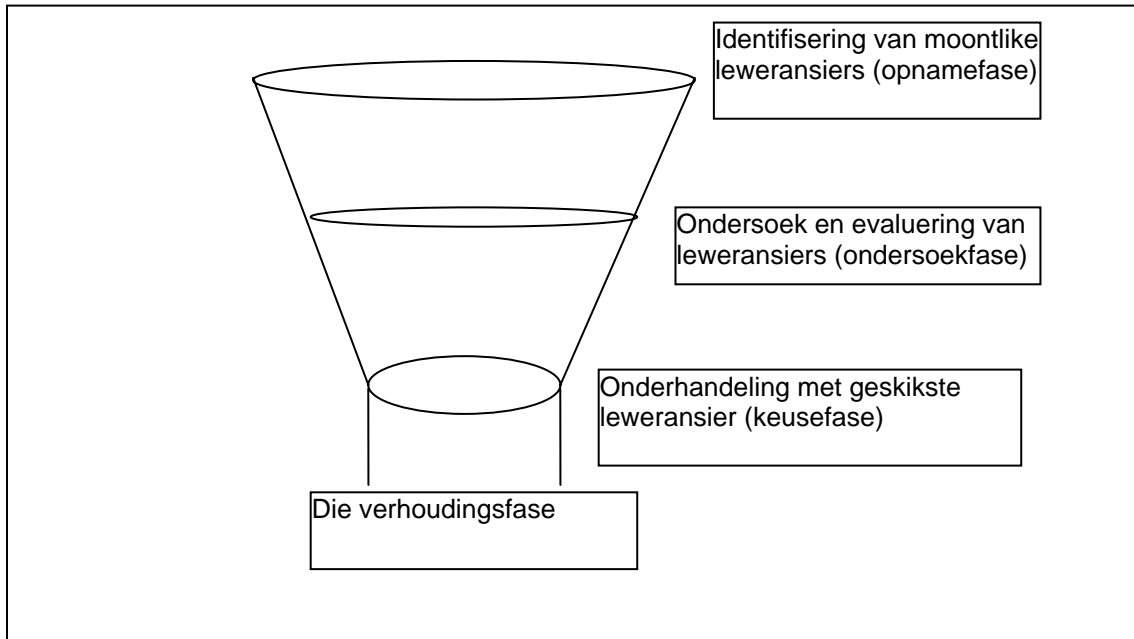 Identifisering van moontlike
leweransiers (opnamefase)
Ondersoek en evaluering van
leweransiers (ondersoekfase)
Onderhandeling met geskikste
leweransier (keusefase)
Die verhoudingsfase